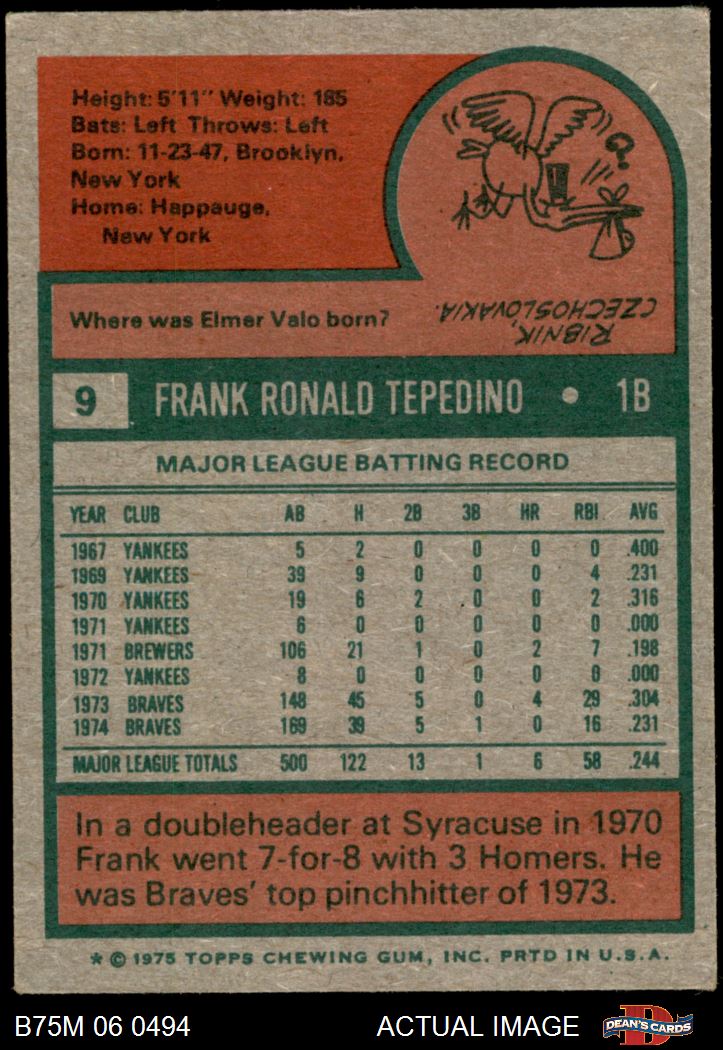 Height: 5'11" Weight: 185
Bats: Left Throws: Left
Born: 11-23-47, Brooklyn,
New York
Home: Happauge,
New York
Where was Elmer Valo born?
RIBNIK,
CZECHOSLOVAKIA.
9 FRANK RONALD TEPEDINO • 1B
MAJOR LEAGUE BATTING RECORD
YEAR CLUB AB H 2B 3B HR RBI AVG
1967 YANKEES 5 2 0 0 0 0 .400
1969 YANKEES 39 9 0 0 0 4 .231
1970 YANKEES 19 6 2 0 0 2 .316
1971 YANKEES 6 0 0 0 0 0 .000
1971 BREWERS 106 21 1 0 2 7 .198
1972 YANKEES 8 0 0 0 0 0 .000
1973 BRAVES 148 45 5 0 4 29 .304
1974 BRAVES 169 39 5 1 0 16 .231
MAJOR LEAGUE TOTALS 500 122 13 1 6 58 .244
In a doubleheader at Syracuse in 1970
Frank went 7-for-8 with 3 Homers. He
was Braves' top pinchhitter of 1973.
* © 1975 TOPPS CHEWING GUM, INC. PRTD IN U.S.A.
B75M 06 0494 ACTUAL IMAGE DEAN'S CARDS